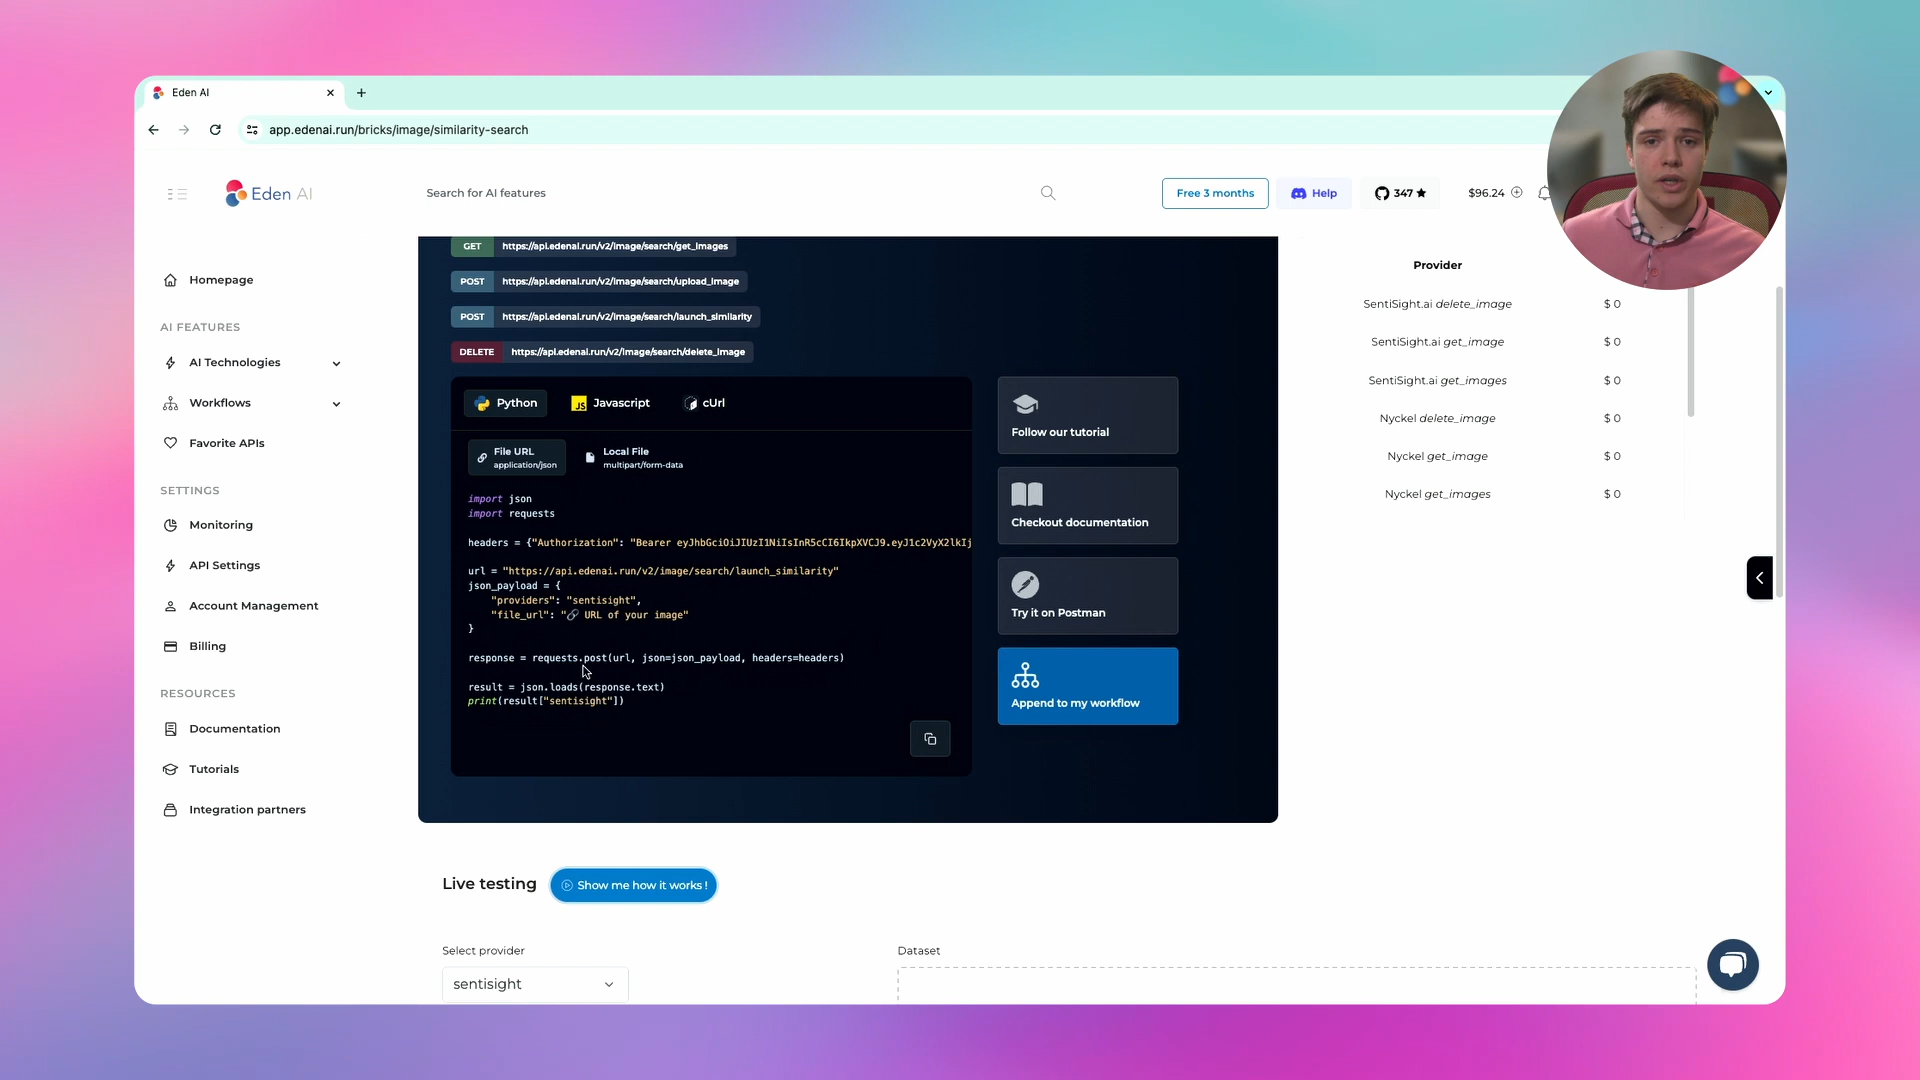 Eden AI
app.edenai.run/bricks/image/similarity-search
Eden AI
Search for AI features
Free 3 months
Help
347
$96.24
Homepage
AI FEATURES
AI Technologies
Workflows
Favorite APIs
SETTINGS
Monitoring
API Settings
Account Management
Billing
RESOURCES
Documentation
Tutorials
Integration partners
GET https://api.edenai.run/v2/image/search/get_images
POST https://api.edenai.run/v2/image/search/upload_image
POST https://api.edenai.run/v2/image/search/launch_similarity
DELETE https://api.edenai.run/v2/image/search/delete_image
Python
JS Javascript
cUrl
File URL
application/json
Local File
multipart/form-data
import json
import requests
headers = {"Authorization": "Bearer eyJhbGciOiJIUzI1NiIsInR5cCI6IkpXVCJ9.eyJ1c2VyX2lkIj
url = "https://api.edenai.run/v2/image/search/launch_similarity"
json_payload = {
"providers": "sentisight",
"file_url": "🔗 URL of your image"
}
response = requests.post(url, json=json_payload, headers=headers)
result = json.loads(response.text)
print(result["sentisight"])
Follow our tutorial
Checkout documentation
Try it on Postman
Append to my workflow
Provider
SentiSight.ai delete_image $ 0
SentiSight.ai get_image $ 0
SentiSight.ai get_images $ 0
Nyckel delete_image $ 0
Nyckel get_image $ 0
Nyckel get_images $ 0
Live testing
Show me how it works !
Select provider
sentisight
Dataset